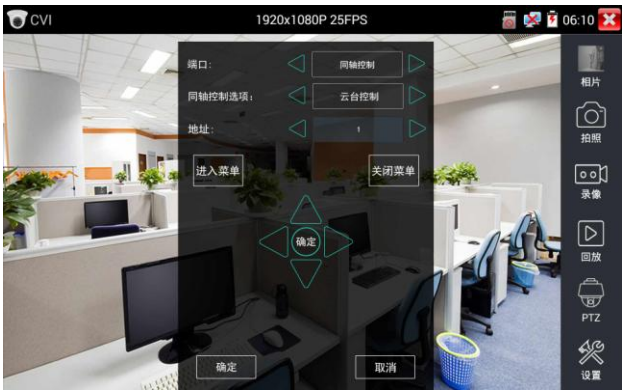 CVI 1920x1080P 25FPS 06:10
端口: 同轴控制
同轴控制选项: 云台控制
地址: 1
进入菜单 关闭菜单
确定
确定 取消
相片
拍照
录像
回放
PTZ
设置